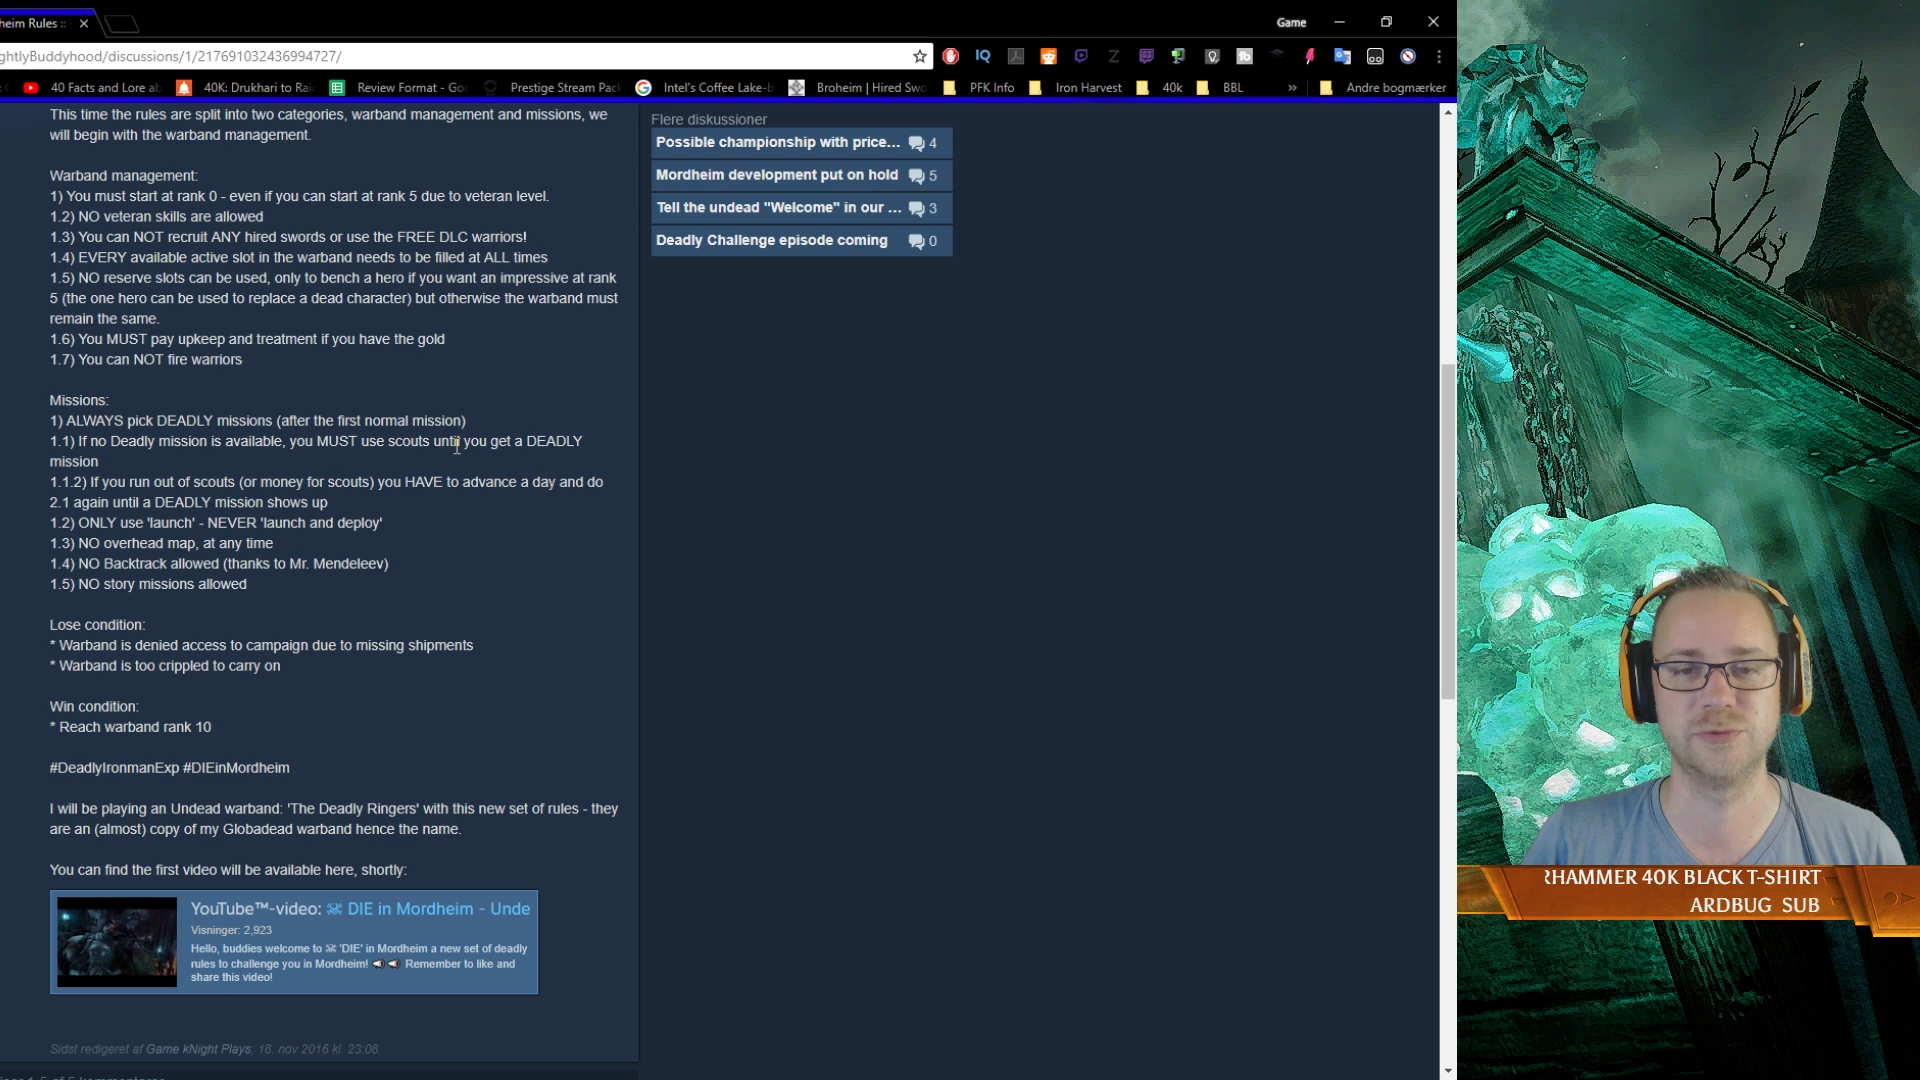 heim Rules ::
Game
ghtlyBuddyhood/discussions/1/217691032436994727/
40 Facts and Lore ab
40K: Drukhari to Rai
Review Format - Goo
Prestige Stream Pac
Intel's Coffee Lake-b
Broheim | Hired Swo
PFK Info
Iron Harvest
40k
BBL
»
Andre bogmærker
This time the rules are split into two categories, warband management and missions, we
will begin with the warband management.
Warband management:
1) You must start at rank 0 - even if you can start at rank 5 due to veteran level.
1.2) NO veteran skills are allowed
1.3) You can NOT recruit ANY hired swords or use the FREE DLC warriors!
1.4) EVERY available active slot in the warband needs to be filled at ALL times
1.5) NO reserve slots can be used, only to bench a hero if you want an impressive at rank
5 (the one hero can be used to replace a dead character) but otherwise the warband must
remain the same.
1.6) You MUST pay upkeep and treatment if you have the gold
1.7) You can NOT fire warriors
Missions:
1) ALWAYS pick DEADLY missions (after the first normal mission)
1.1) If no Deadly mission is available, you MUST use scouts until you get a DEADLY
mission
1.1.2) If you run out of scouts (or money for scouts) you HAVE to advance a day and do
2.1 again until a DEADLY mission shows up
1.2) ONLY use 'launch' - NEVER 'launch and deploy'
1.3) NO overhead map, at any time
1.4) NO Backtrack allowed (thanks to Mr. Mendeleev)
1.5) NO story missions allowed
Lose condition:
* Warband is denied access to campaign due to missing shipments
* Warband is too crippled to carry on
Win condition:
* Reach warband rank 10
#DeadlyIronmanExp #DIEinMordheim
I will be playing an Undead warband: 'The Deadly Ringers' with this new set of rules - they
are an (almost) copy of my Globadead warband hence the name.
You can find the first video will be available here, shortly:
YouTube™-video: ☠ DIE in Mordheim - Unde
Visninger: 2,923
Hello, buddies welcome to ☠ 'DIE' in Mordheim a new set of deadly
rules to challenge you in Mordheim! Remember to like and
share this video!
Sidst redigeret af Game kNight Plays; 18. nov 2016 kl. 23:08
Flere diskussioner
Possible championship with price... 4
Mordheim development put on hold 5
Tell the undead "Welcome" in our ... 3
Deadly Challenge episode coming 0
RHAMMER 40K BLACK T-SHIRT
ARDBUG SUB